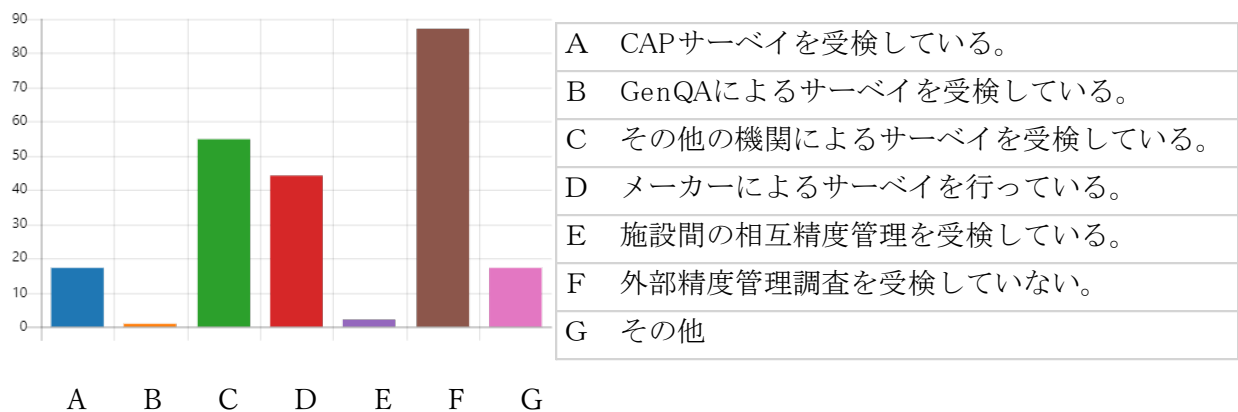 90
80
70
60
50
40
30
20
10
0
A B C D E F G
A CAPサーベイを受検している。
B GenQAによるサーベイを受検している。
C その他の機関によるサーベイを受検している。
D メーカーによるサーベイを行っている。
E 施設間の相互精度管理を受検している。
F 外部精度管理調査を受検していない。
G その他